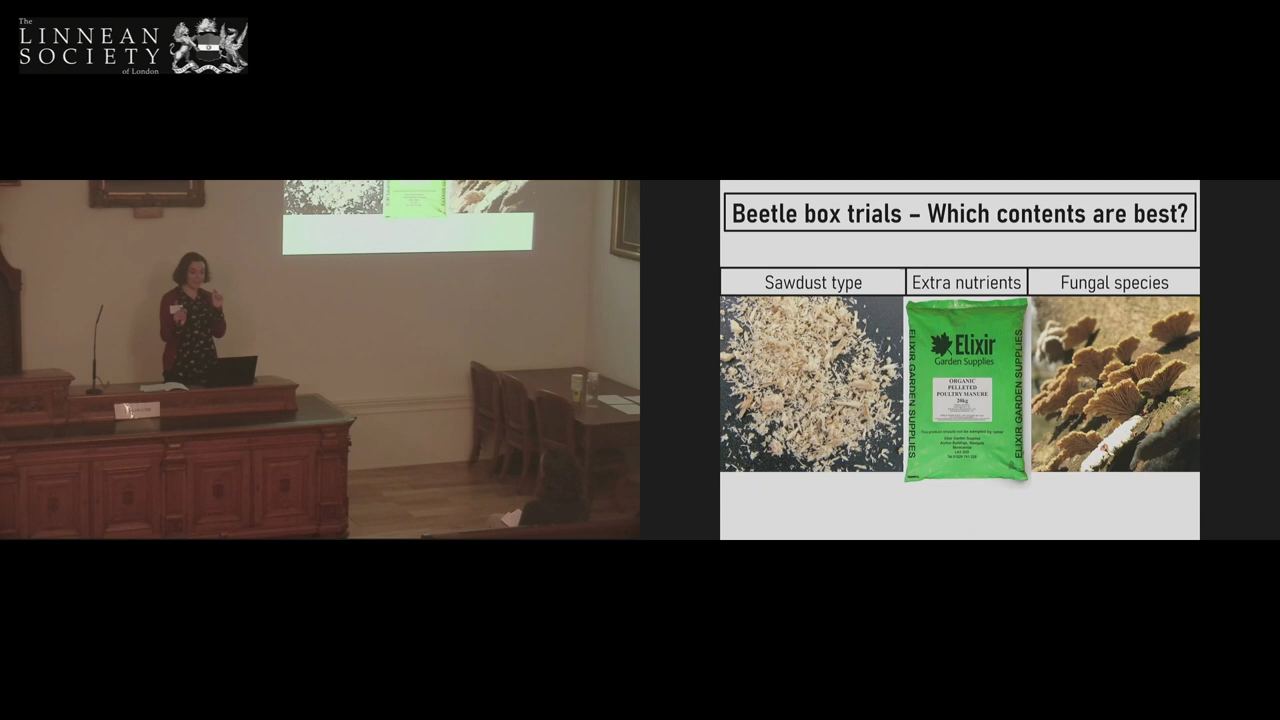 The
LINNEAN
SOCIETY
of London
Beetle box trials – Which contents are best?
Sawdust type
Extra nutrients
Fungal species
ELIXIR GARDEN SUPPLIES
Elixir
Garden Supplies
ORGANIC
PELLETED
POULTRY MANURE
20kg
ELIXIR GARDEN SUPPLIES